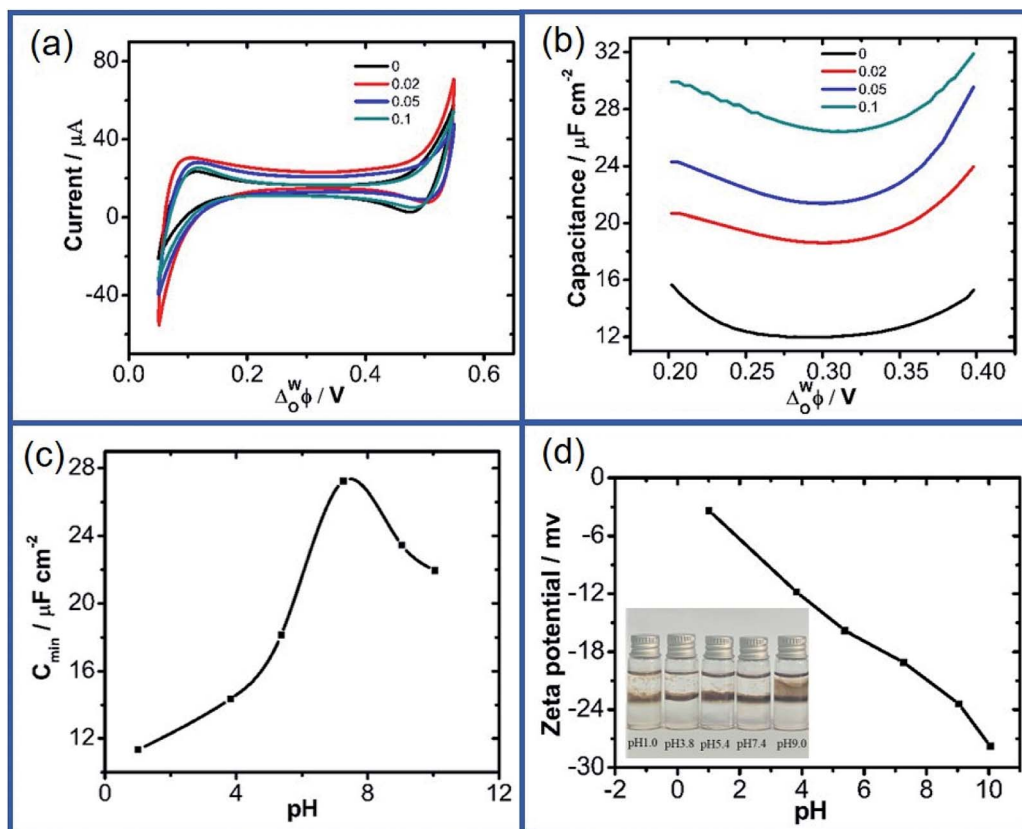 (a)
80
40
0
-40
Current / μA
0
0.02
0.05
0.1
0.0 0.2 0.4 0.6
Δ_O^W ϕ / V
(b)
32
28
24
20
16
12
Capacitance / μF cm⁻²
0
0.02
0.05
0.1
0.20 0.25 0.30 0.35 0.40
Δ_O^W ϕ / V
(c)
28
24
20
16
12
C_min / μF cm⁻²
0 4 8 12
pH
(d)
0
-6
-12
-18
-24
-30
Zeta potential / mv
pH1.0 pH3.8 pH5.4 pH7.4 pH9.0
-2 0 2 4 6 8 10
pH